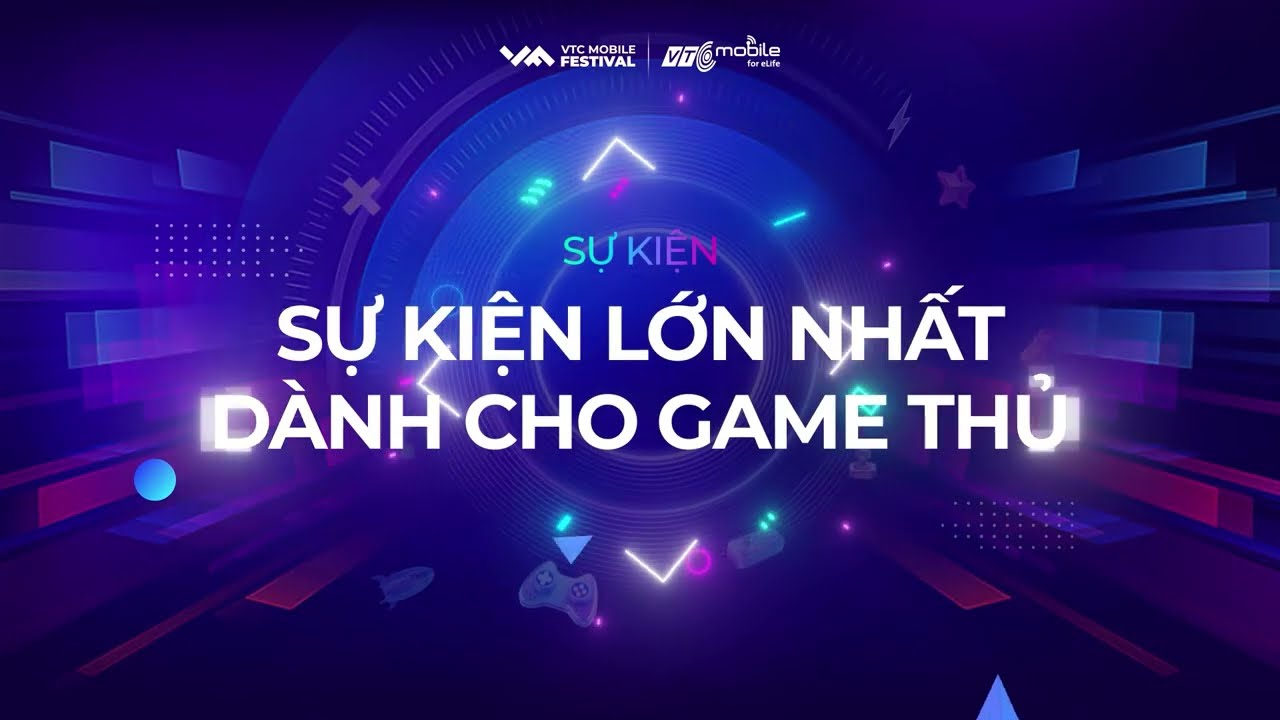 VTC MOBILE
FESTIVAL
VTC mobile
for eLife
SỰ KIỆN
SỰ KIỆN LỚN NHẤT
DÀNH CHO GAME THỦ